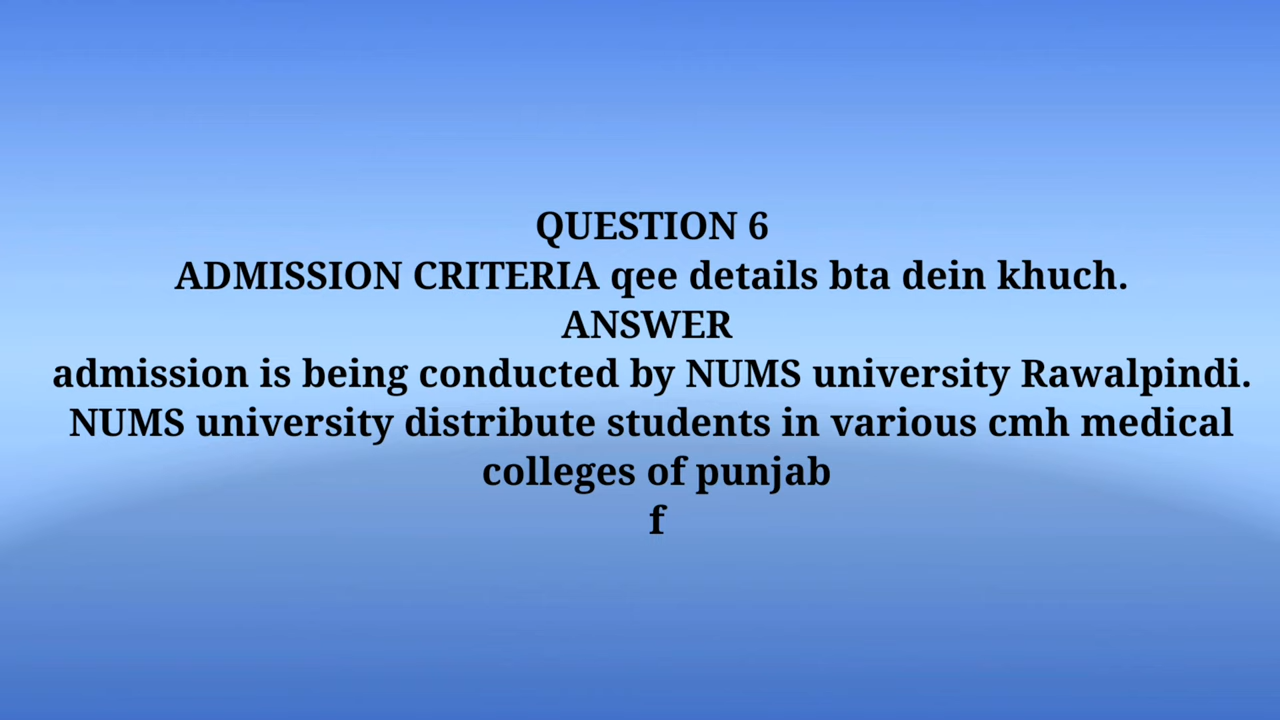 QUESTION 6
ADMISSION CRITERIA qee details bta dein khuch.
ANSWER
admission is being conducted by NUMS university Rawalpindi.
NUMS university distribute students in various cmh medical
colleges of punjab
f